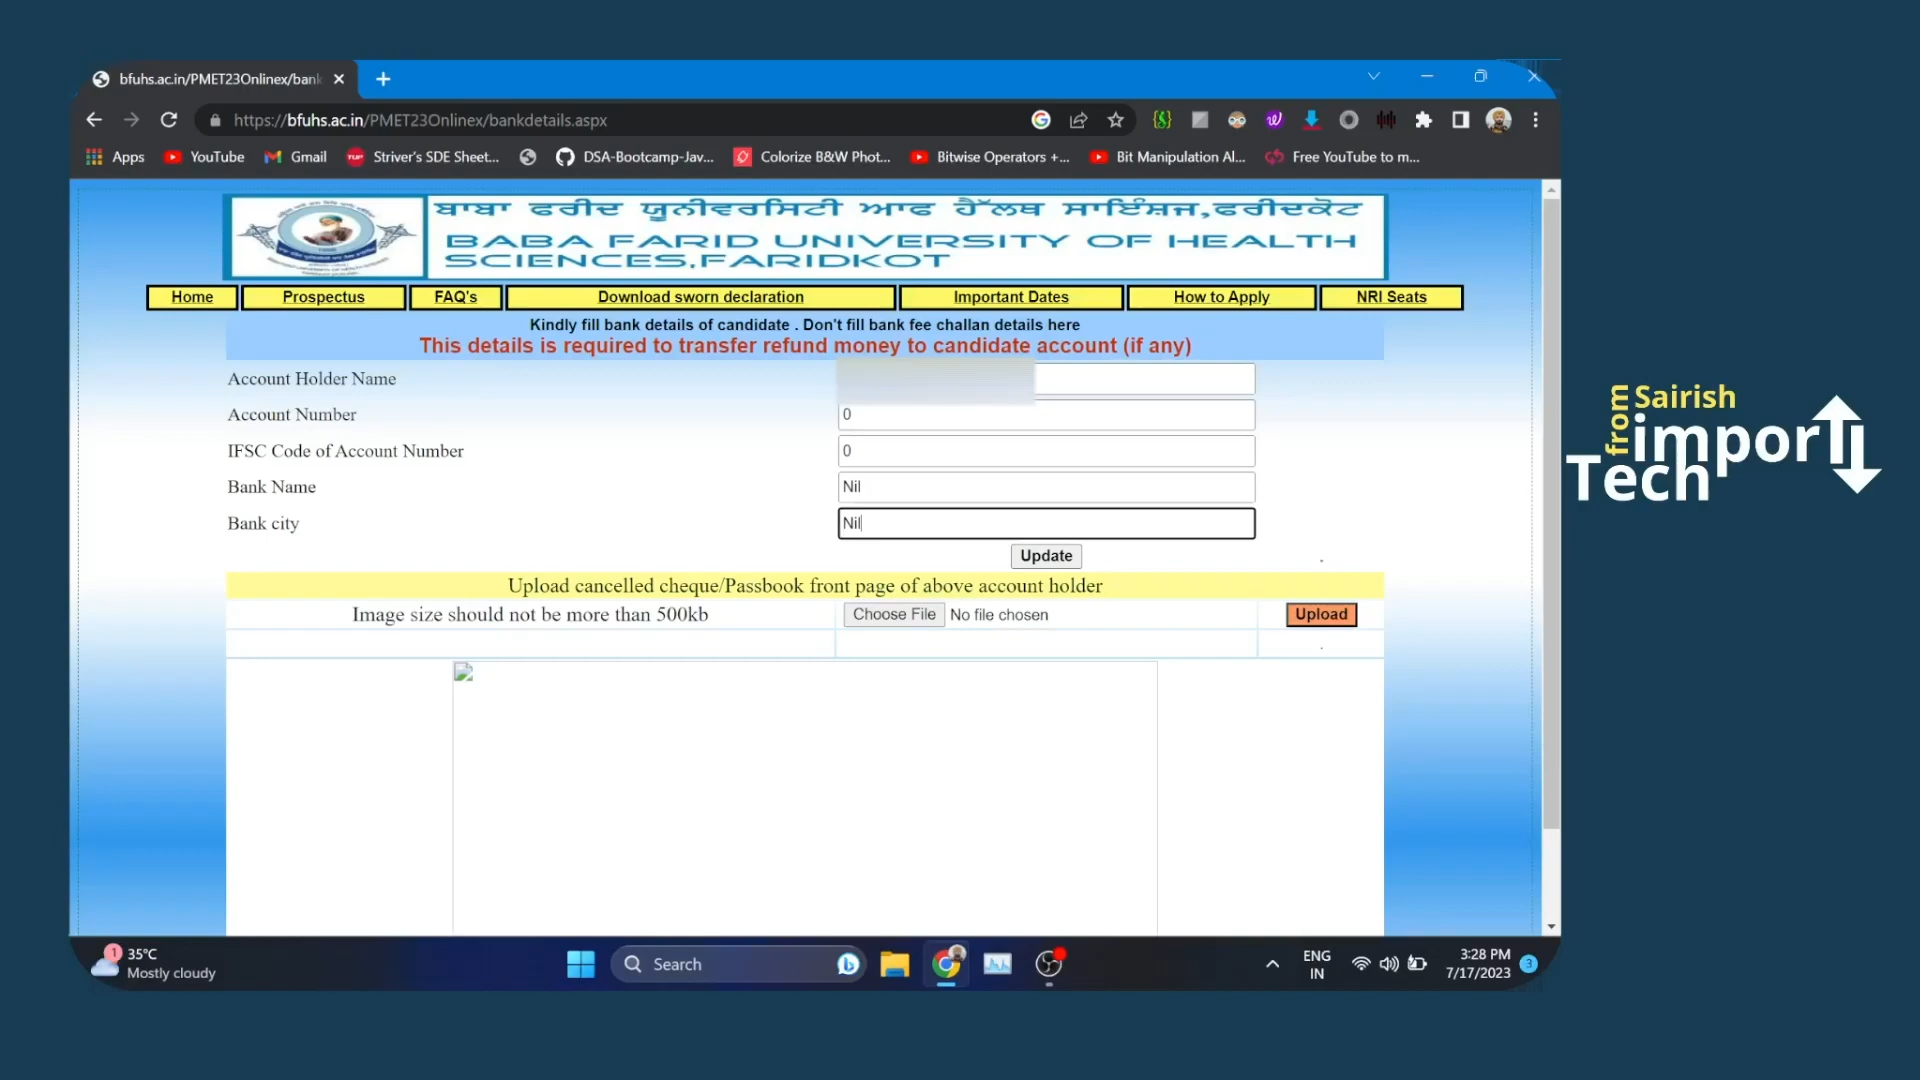 bfuhs.ac.in/PMET23Onlinex/bank
https://bfuhs.ac.in/PMET23Onlinex/bankdetails.aspx
Apps YouTube Gmail Striver's SDE Sheet... DSA-Bootcamp-Jav... Colorize B&W Phot... Bitwise Operators +... Bit Manipulation Al... Free YouTube to m...
ਬਾਬਾ ਫਰੀਦ ਯੂਨੀਵਰਸਿਟੀ ਆਫ ਹੈੱਲਥ ਸਾਇੰਸਜ,ਫਰੀਦਕੋਟ
BABA FARID UNIVERSITY OF HEALTH
SCIENCES,FARIDKOT
Home Prospectus FAQ's Download sworn declaration Important Dates How to Apply NRI Seats
Kindly fill bank details of candidate . Don't fill bank fee challan details here
This details is required to transfer refund money to candidate account (if any)
Account Holder Name
Account Number 0
IFSC Code of Account Number 0
Bank Name Nil
Bank city Nil
Update .
Upload cancelled cheque/Passbook front page of above account holder
Image size should not be more than 500kb Choose File No file chosen Upload
.
from Sairish
import
Tech
1 35°C
Mostly cloudy
Search
ENG
IN
3:28 PM
7/17/2023 3